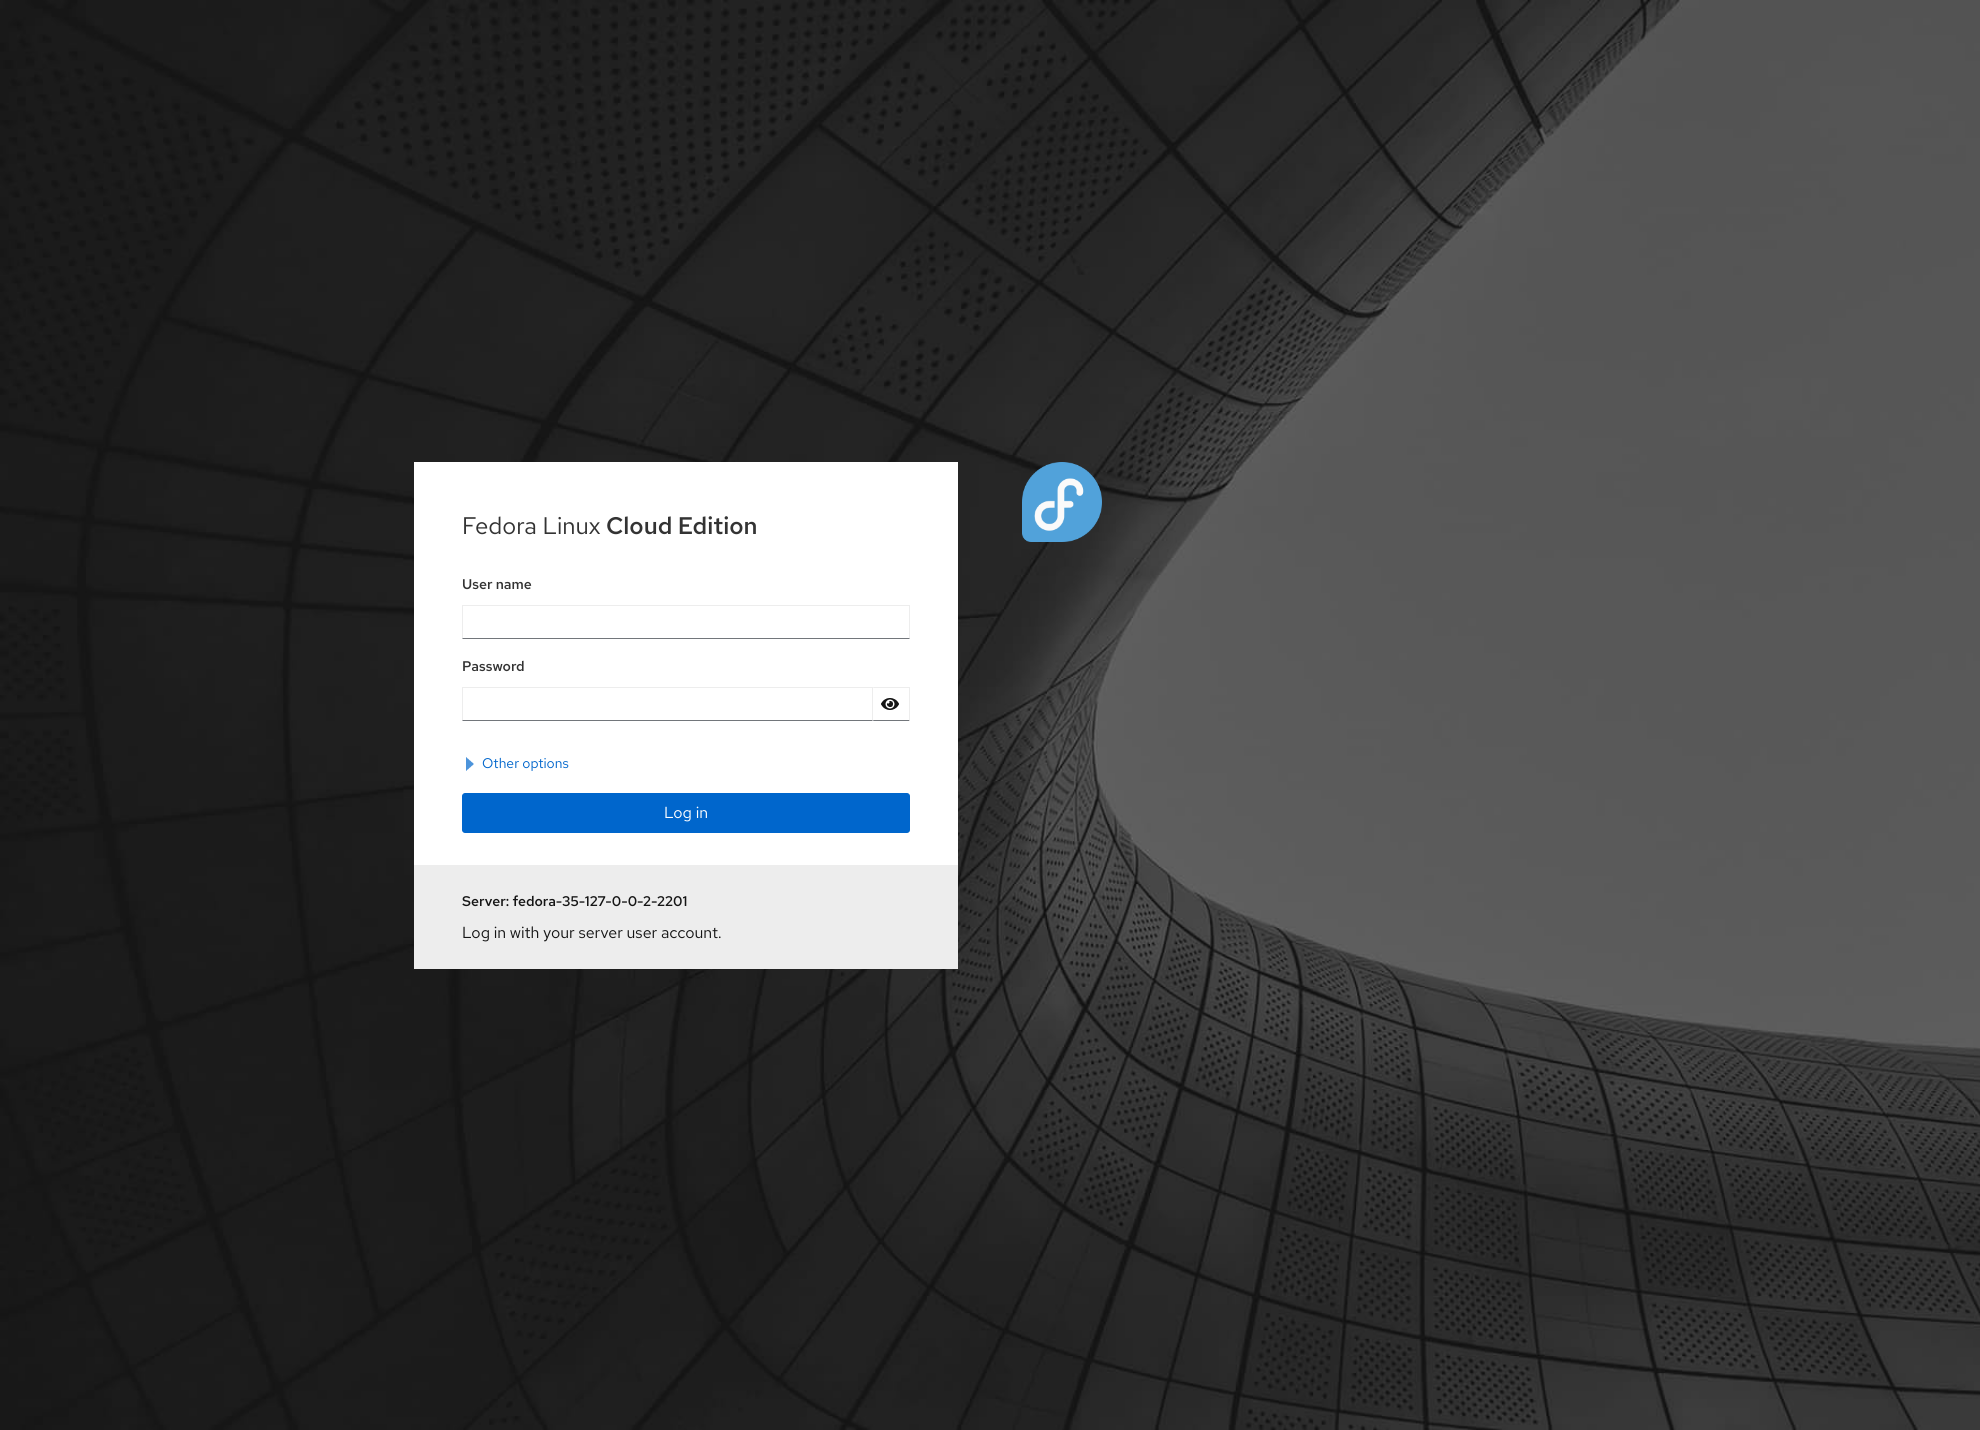 Fedora Linux Cloud Edition
User name
Password
Other options
Log in
Server: fedora-35-127-0-0-2-2201
Log in with your server user account.